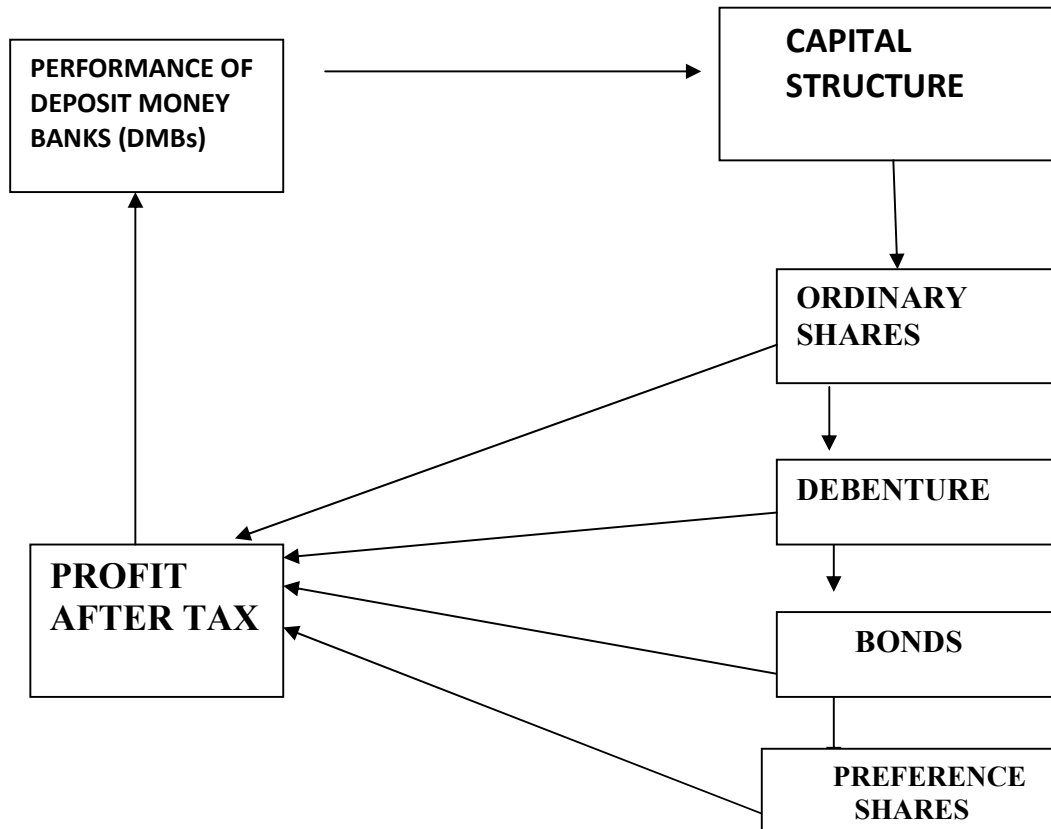 PERFORMANCE OF
DEPOSIT MONEY
BANKS (DMBs)
CAPITAL
STRUCTURE
ORDINARY
SHARES
DEBENTURE
PROFIT
AFTER TAX
BONDS
PREFERENCE
SHARES